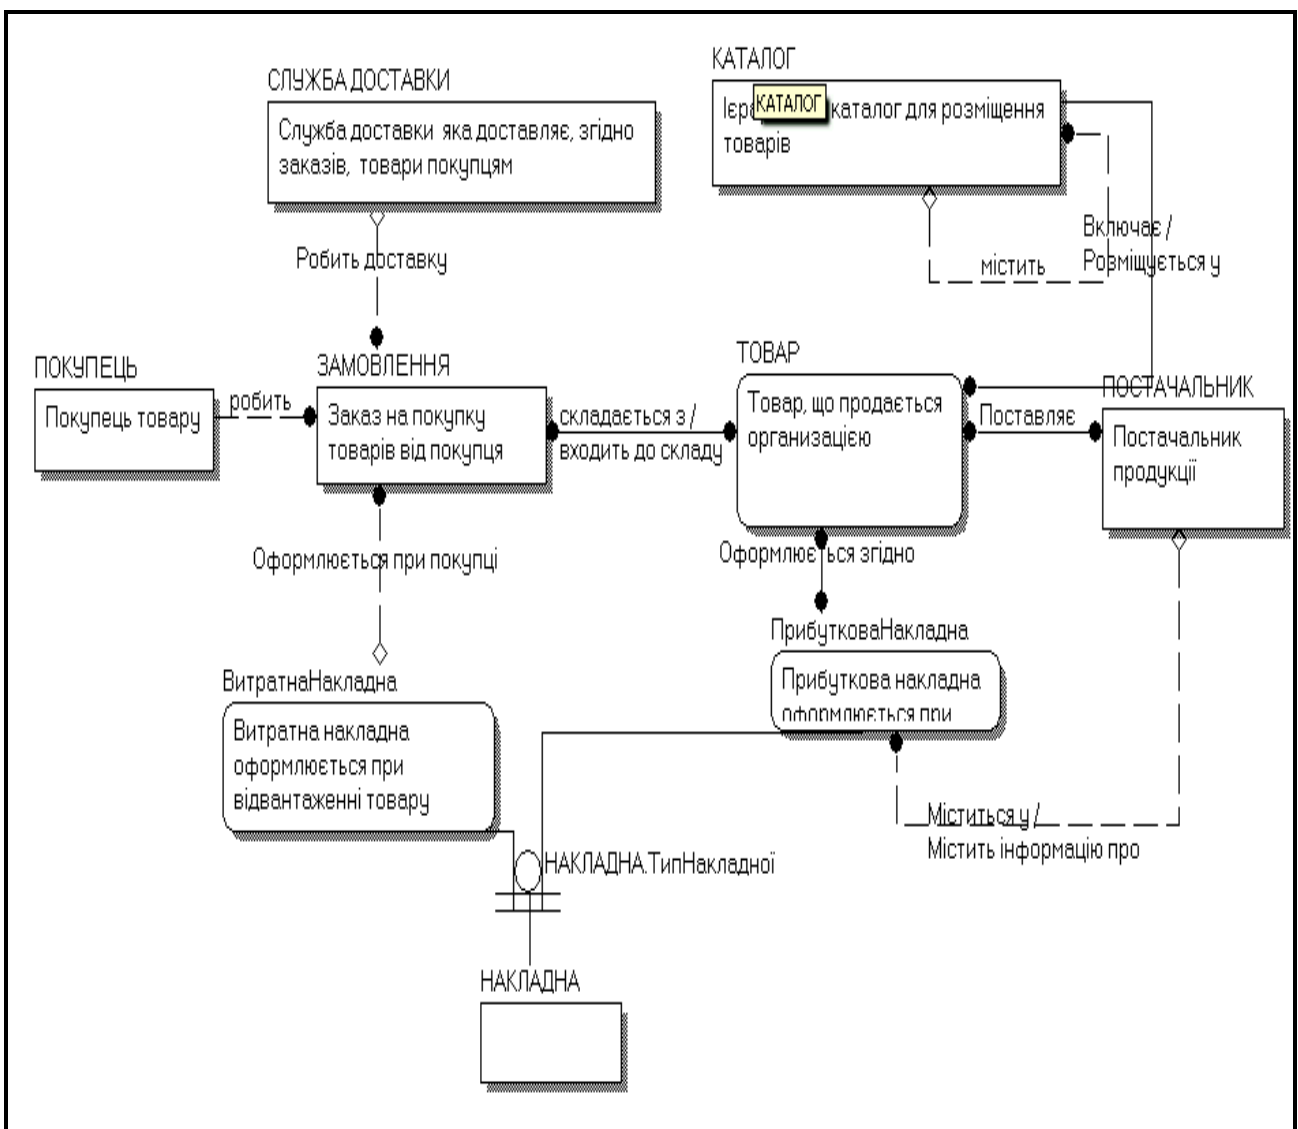 СЛУЖБА ДОСТАВКИ
Служба доставки яка доставляє, згідно
заказів, товари покупцям
Робить доставку
КАТАЛОГ
КАТАЛОГ
каталог для розміщення
товарів
містить
Включає /
Розміщується у
ПОКУПЕЦЬ
Покупець товару
робить
ЗАМОВЛЕННЯ
Заказ на покупку
товарів від покупця
складається з /
входить до складу
ТОВАР
Товар, що продається
организацією
Поставляє
ПОСТАЧАЛЬНИК
Постачальник
продукції
Оформлюється при покупці
Оформлюється згідно
ПрибутковаНакладна
Прибуткова накладна
оформлюється при
ВитратнаНакладна
Витратна накладна
оформлюється при
відвантаженні товару
Міститься у /
Містить інформацію про
НАКЛАДНА.ТипНакладної
НАКЛАДНА